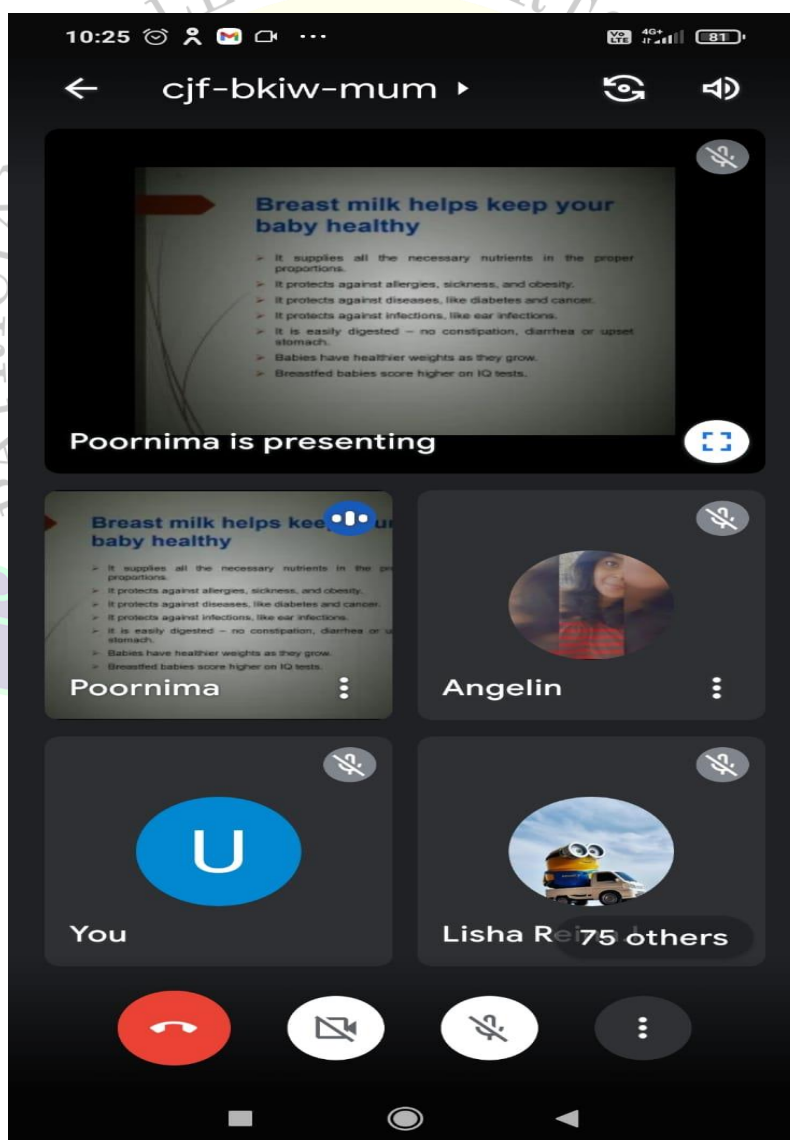 10:25
Vo LTE 4G+ 81
cjf-bkiw-mum
Breast milk helps keep your
baby healthy
➢ It supplies all the necessary nutrients in the proper
proportions.
➢ It protects against allergies, sickness, and obesity.
➢ It protects against diseases, like diabetes and cancer.
➢ It protects against infections, like ear infections.
➢ It is easily digested – no constipation, diarrhea or upset
stomach.
➢ Babies have healthier weights as they grow.
➢ Breastfed babies score higher on IQ tests.
Poornima is presenting
Breast milk helps
baby healthy
➢ It supplies all the necessary nutrients in the
proportions.
➢ It protects against allergies, sickness, and obesity.
➢ It protects against diseases, like diabetes and cancer.
➢ It protects against infections, like ear infections.
➢ It is easily digested – no constipation, diarrhea or
stomach.
➢ Babies have healthier weights as they grow.
➢ Breastfed babies score higher on IQ tests.
Poornima
Angelin
U
You
Lisha
75 others